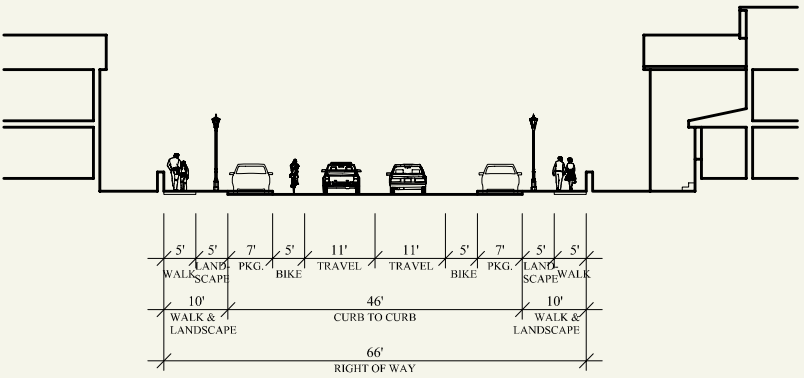 5' 5' 7' 5' 11' 11' 5' 7' 5' 5'
WALK LAND-SCAPE PKG. BIKE TRAVEL TRAVEL BIKE PKG. LAND-SCAPE WALK
10' 46' 10'
WALK & LANDSCAPE CURB TO CURB WALK & LANDSCAPE
66'
RIGHT OF WAY